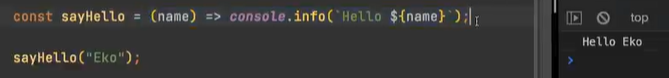 const sayHello = (name) => console.info(`Hello ${name}`);
sayHello("Eko");
top
Hello Eko